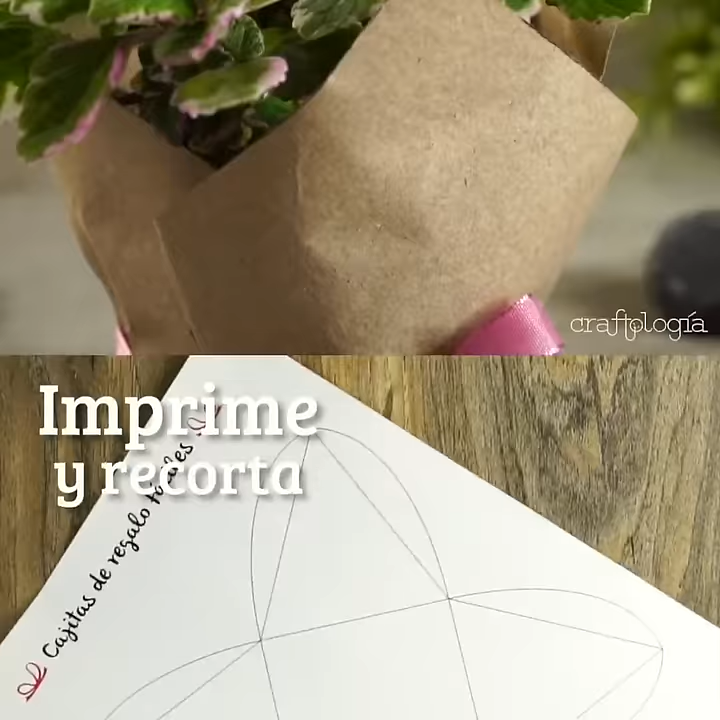 craftología
Imprime
y recorta
Cajitas de regalo